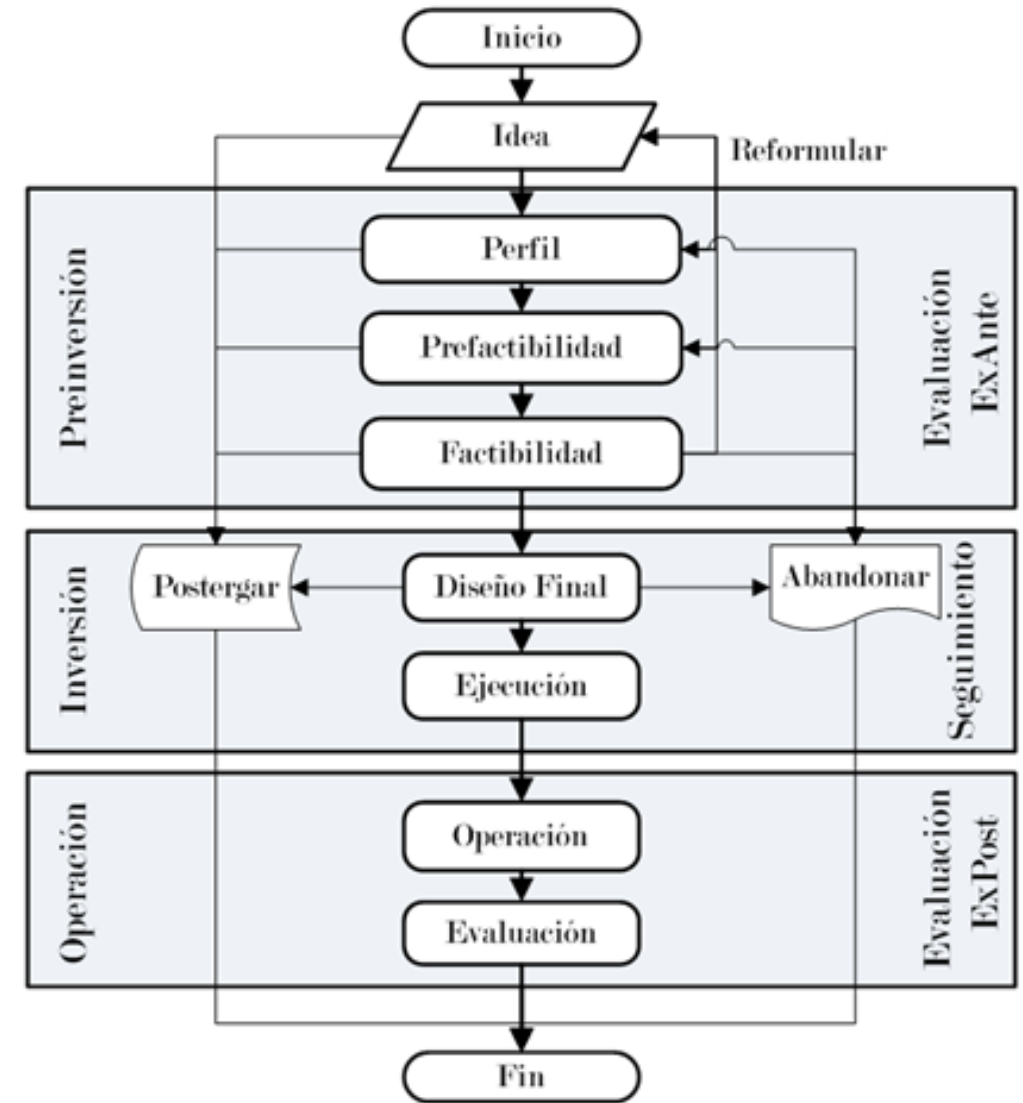 Inicio
Idea
Reformular
Preinversión
Perfil
Prefactibilidad
Factibilidad
Evaluación
ExAnte
Inversión
Postergar
Diseño Final
Abandonar
Ejecución
Seguimiento
Operación
Operación
Evaluación
Evaluación
ExPost
Fin